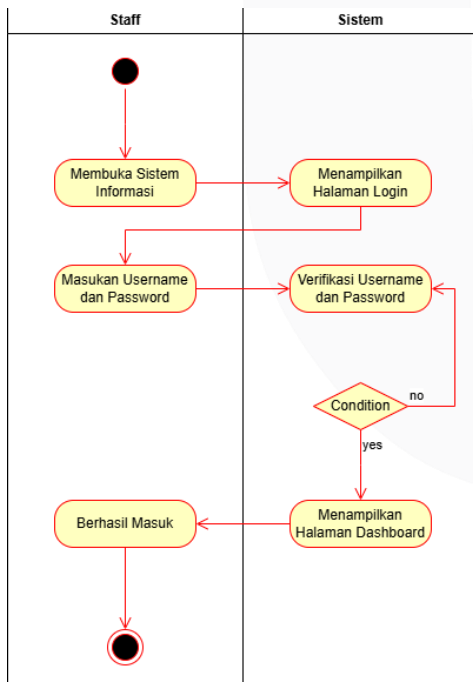 Staff
Sistem
Membuka Sistem
Informasi
Menampilkan
Halaman Login
Masukan Username
dan Password
Verifikasi Username
dan Password
Condition
no
yes
Berhasil Masuk
Menampilkan
Halaman Dashboard